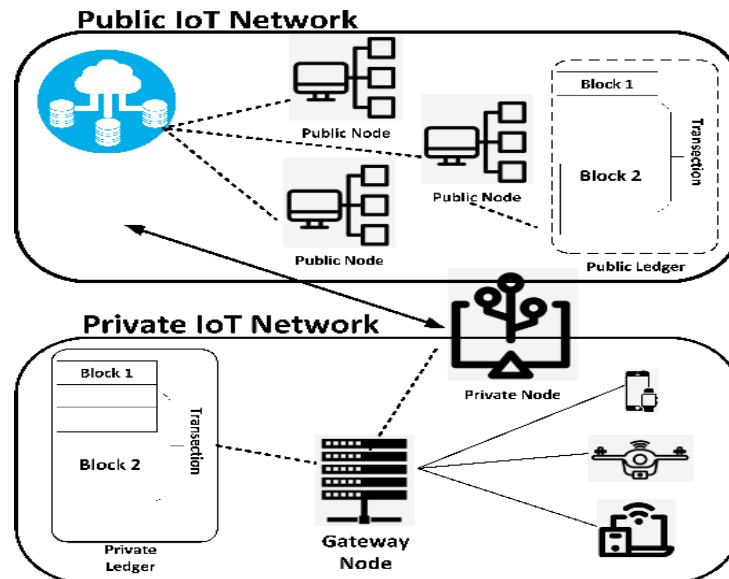 Public IoT Network
Public Node
Public Node
Public Node
Block 1
Block 2
Transection
Public Ledger
Private IoT Network
Private Node
Block 1
Block 2
Transection
Private
Ledger
Gateway
Node